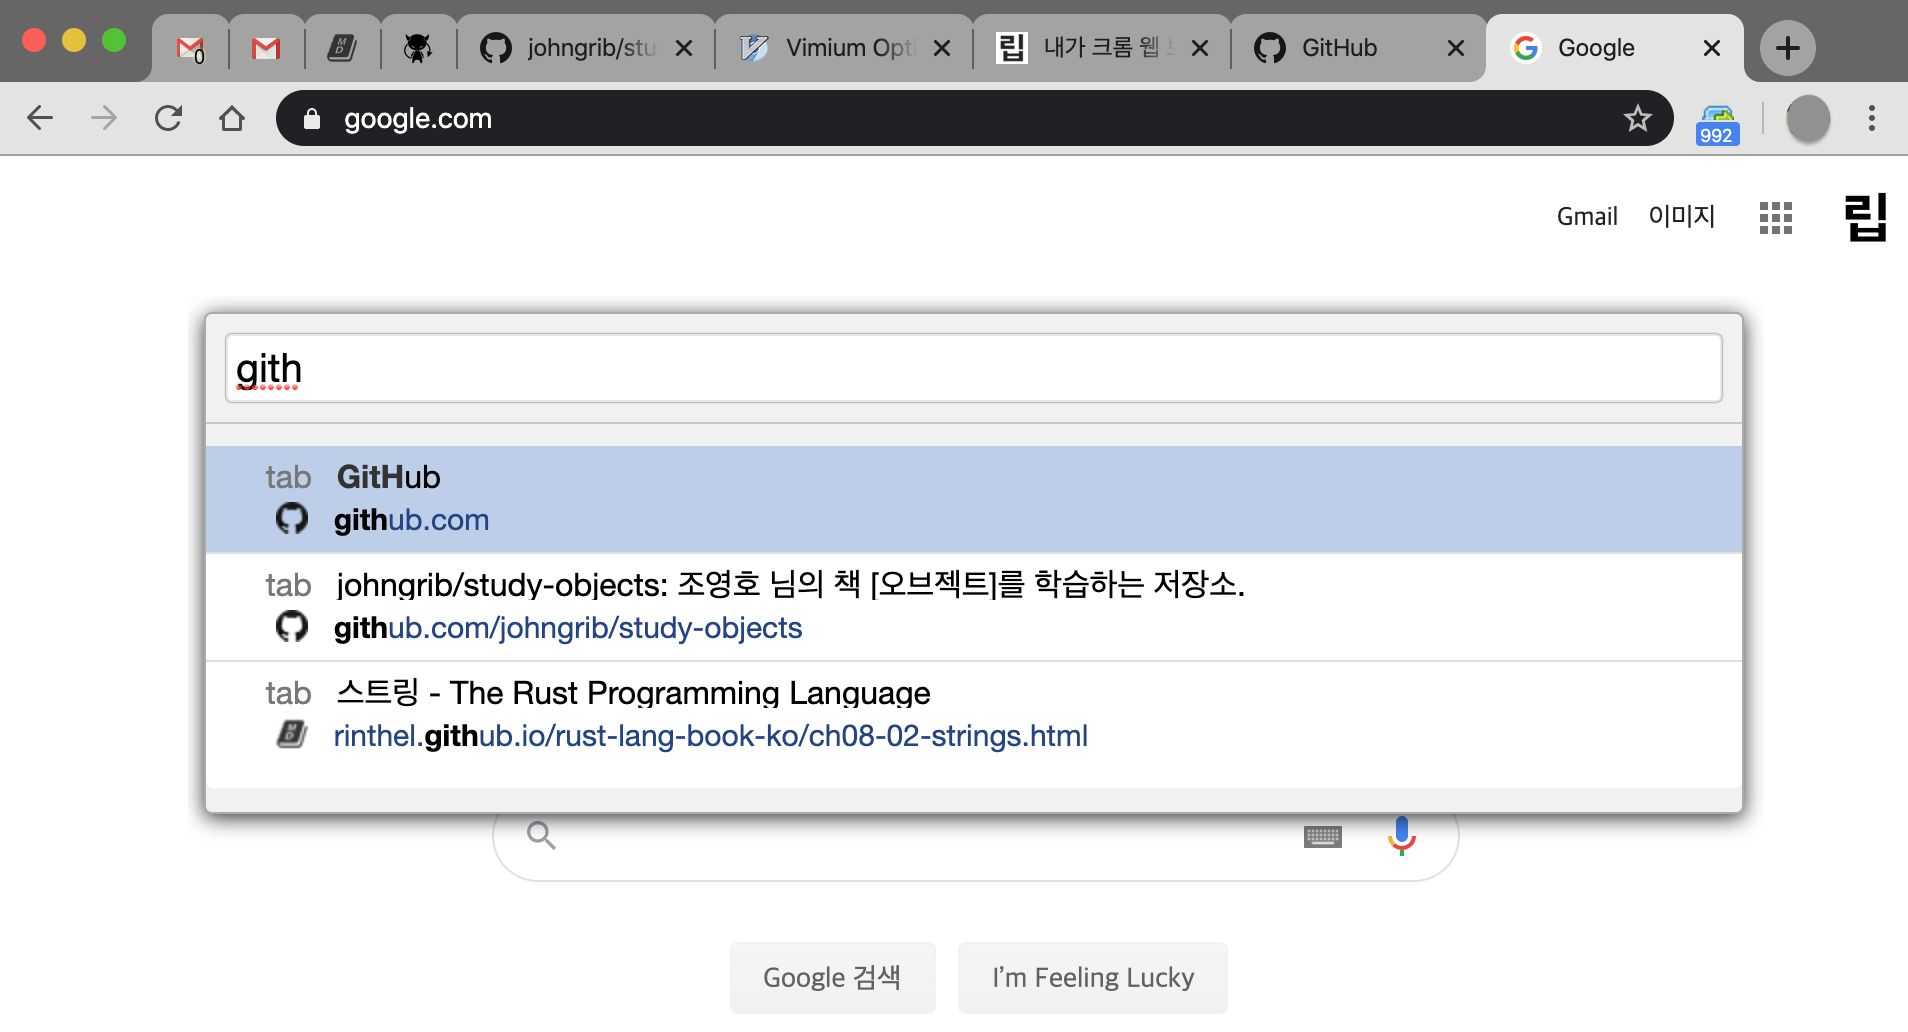 0
johngrib/stu
Vimium Opti
내가 크롬 웹 브
GitHub
Google
google.com
992
Gmail 이미지
립
gith
tab GitHub
github.com
tab johngrib/study-objects: 조영호 님의 책 [오브젝트]를 학습하는 저장소.
github.com/johngrib/study-objects
tab 스트링 - The Rust Programming Language
rinthel.github.io/rust-lang-book-ko/ch08-02-strings.html
Google 검색
I'm Feeling Lucky